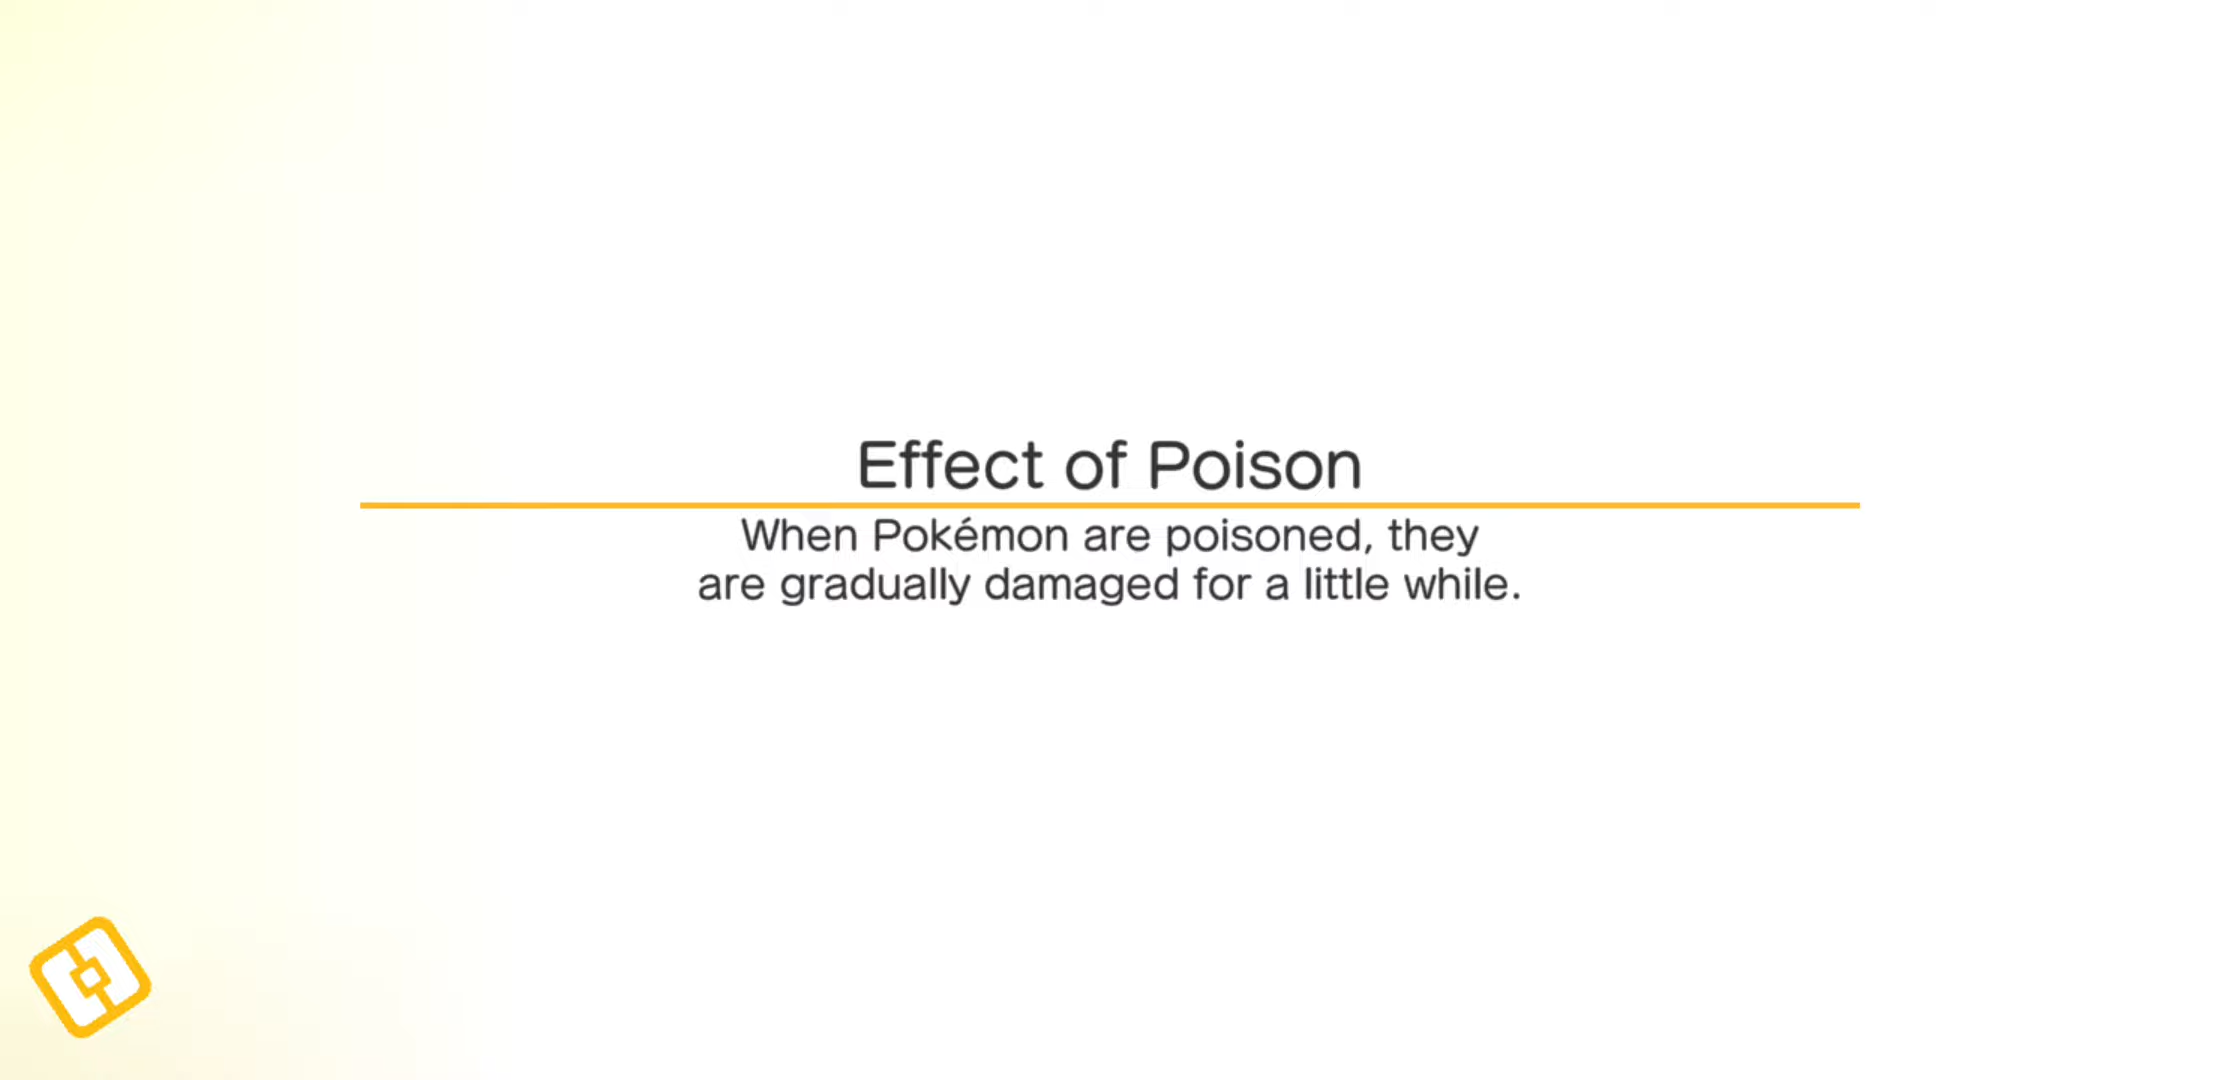 Effect of Poison
When Pokémon are poisoned, they
are gradually damaged for a little while.